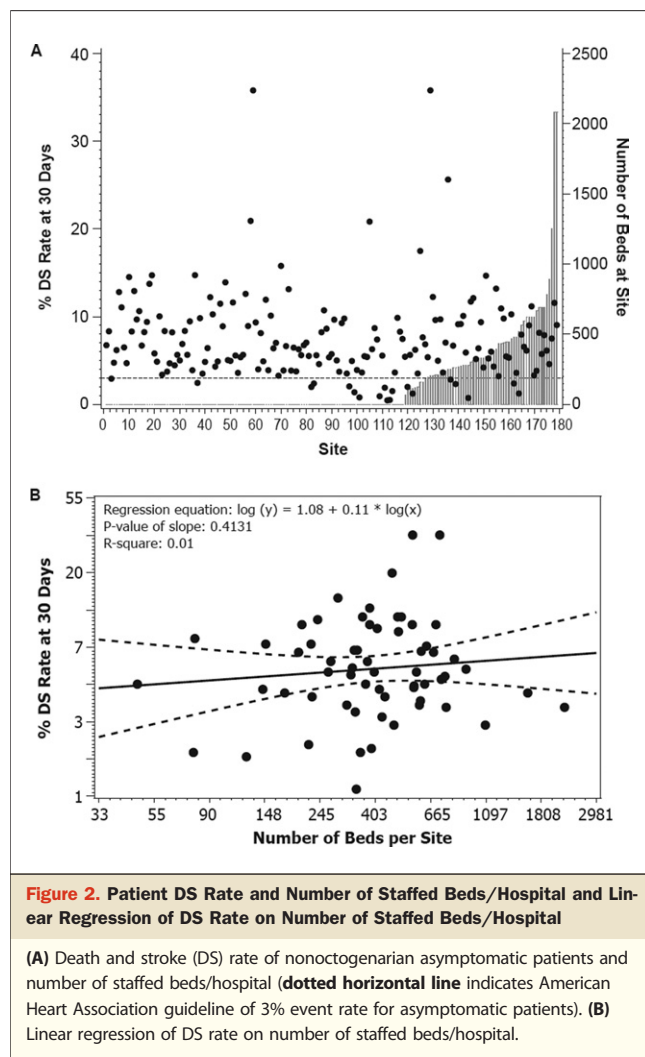 A
% DS Rate at 30 Days
40
30
20
10
0
2500
2000
1500
1000
500
0
Number of Beds at Site
0 10 20 30 40 50 60 70 80 90 100 110 120 130 140 150 160 170 180
Site
B
% DS Rate at 30 Days
55
20
7
3
1
Regression equation: log (y) = 1.08 + 0.11 * log(x)
P-value of slope: 0.4131
R-square: 0.01
33 55 90 148 245 403 665 1097 1808 2981
Number of Beds per Site
Figure 2. Patient DS Rate and Number of Staffed Beds/Hospital and Lin-
ear Regression of DS Rate on Number of Staffed Beds/Hospital
(A) Death and stroke (DS) rate of nonoctogenarian asymptomatic patients and
number of staffed beds/hospital (dotted horizontal line indicates American
Heart Association guideline of 3% event rate for asymptomatic patients). (B)
Linear regression of DS rate on number of staffed beds/hospital.